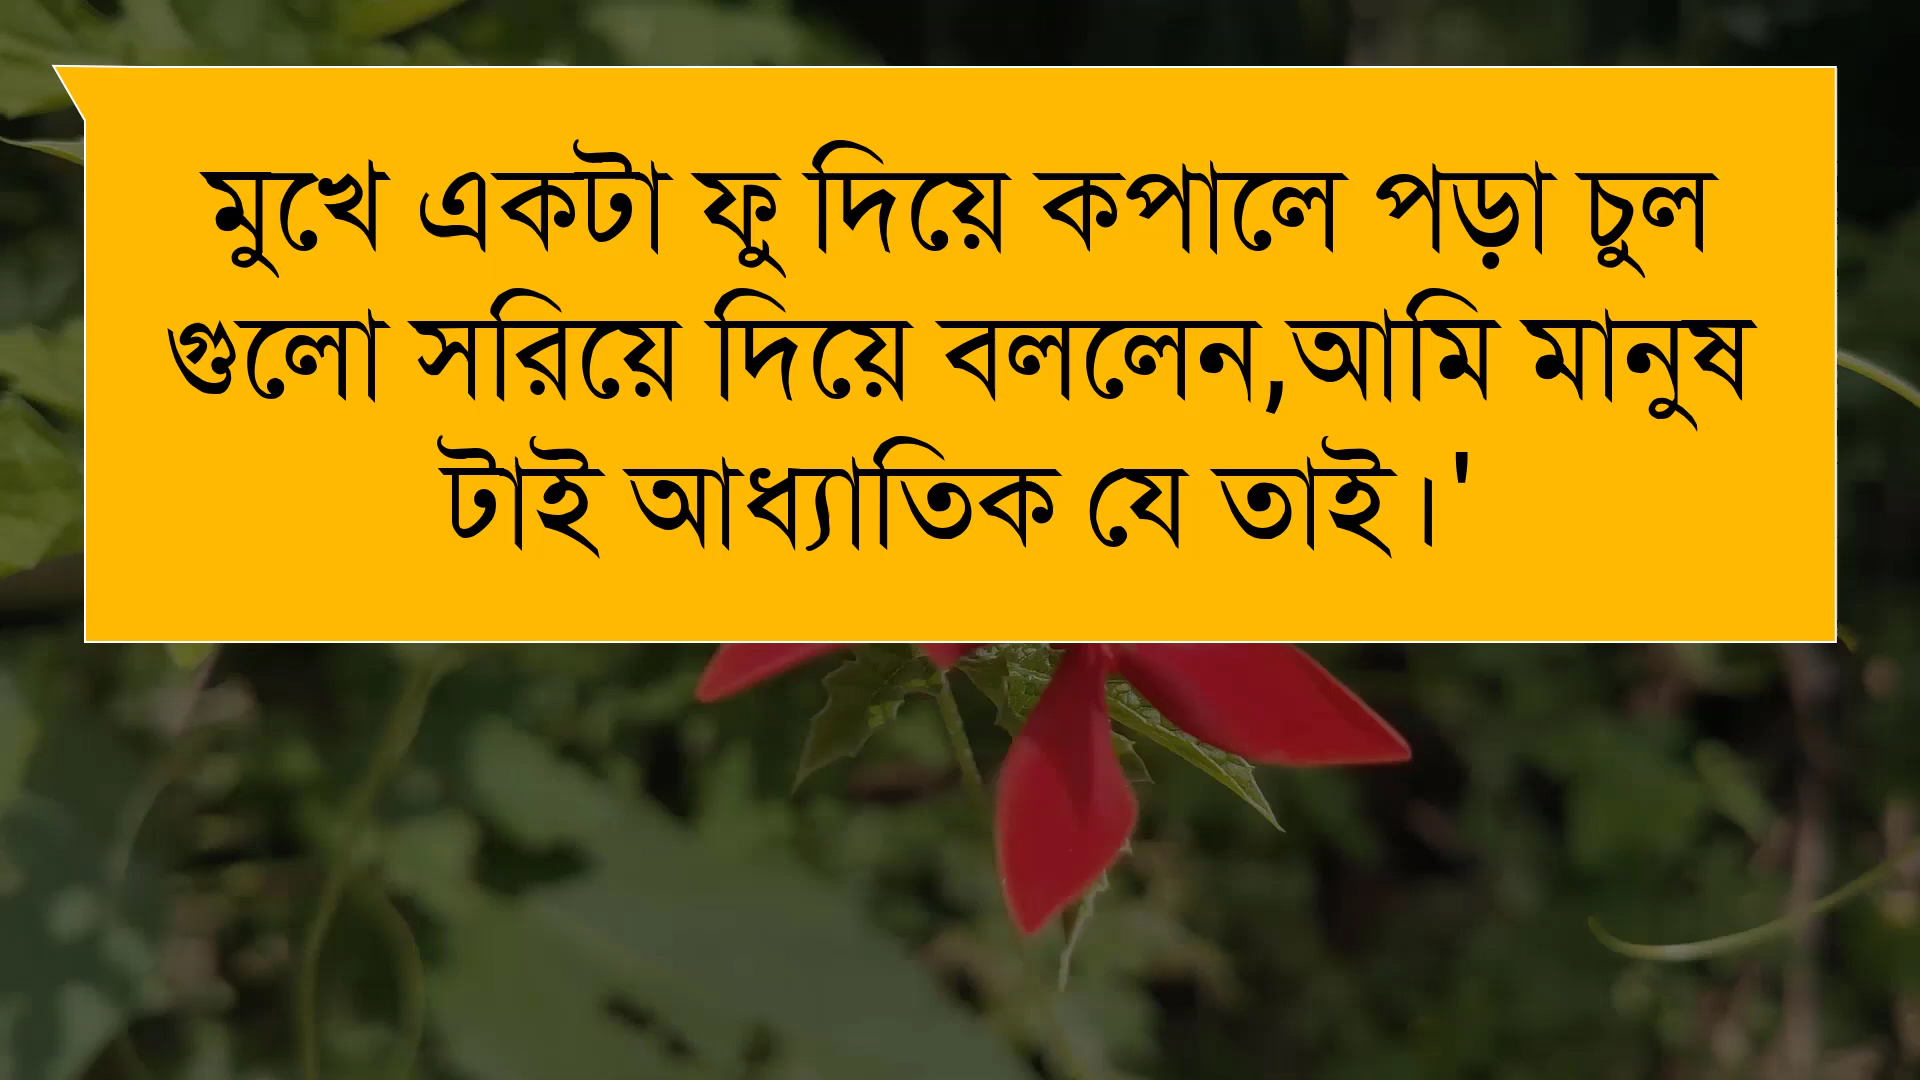 মুখে একটা ফু দিয়ে কপালে পড়া চুল
গুলো সরিয়ে দিয়ে বললেন,আমি মানুষ
টাই আধ্যাতিক যে তাই।'